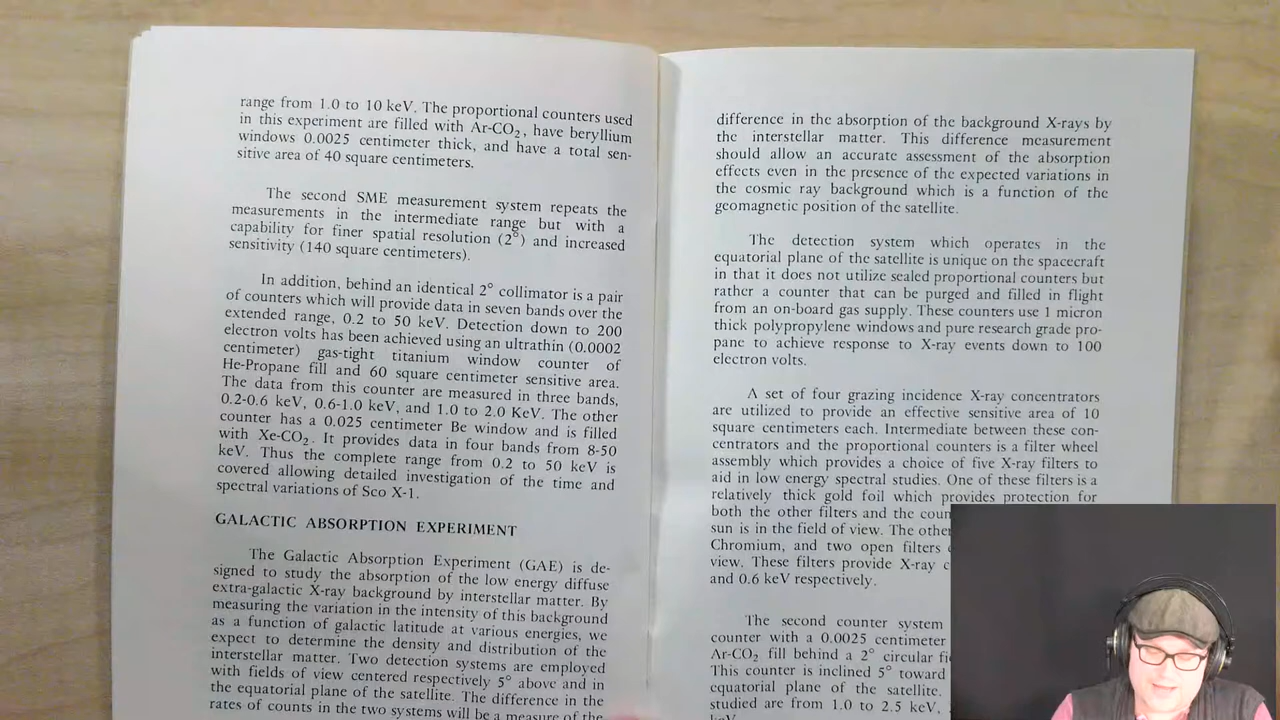 range from 1.0 to 10 keV. The proportional counters used
in this experiment are filled with Ar-CO₂, have beryllium
windows 0.0025 centimeter thick, and have a total sen-
sitive area of 40 square centimeters.
The second SME measurement system repeats the
measurements in the intermediate range but with a
capability for finer spatial resolution (2°) and increased
sensitivity (140 square centimeters).
In addition, behind an identical 2° collimator is a pair
of counters which will provide data in seven bands over the
extended range, 0.2 to 50 keV. Detection down to 200
electron volts has been achieved using an ultrathin (0.0002
centimeter) gas-tight titanium window counter of
He-Propane fill and 60 square centimeter sensitive area.
The data from this counter are measured in three bands,
0.2-0.6 keV, 0.6-1.0 keV, and 1.0 to 2.0 KeV. The other
counter has a 0.025 centimeter Be window and is filled
with Xe-CO₂. It provides data in four bands from 8-50
keV. Thus the complete range from 0.2 to 50 keV is
covered allowing detailed investigation of the time and
spectral variations of Sco X-1.
GALACTIC ABSORPTION EXPERIMENT
The Galactic Absorption Experiment (GAE) is de-
signed to study the absorption of the low energy diffuse
extra-galactic X-ray background by interstellar matter. By
measuring the variation in the intensity of this background
as a function of galactic latitude at various energies, we
expect to determine the density and distribution of the
interstellar matter. Two detection systems are employed
with fields of view centered respectively 5° above and in
the equatorial plane of the satellite. The difference in the
rates of counts in the two systems will be a measure of the
difference in the absorption of the background X-rays by
the interstellar matter. This difference measurement
should allow an accurate assessment of the absorption
effects even in the presence of the expected variations in
the cosmic ray background which is a function of the
geomagnetic position of the satellite.
The detection system which operates in the
equatorial plane of the satellite is unique on the spacecraft
in that it does not utilize sealed proportional counters but
rather a counter that can be purged and filled in flight
from an on-board gas supply. These counters use 1 micron
thick polypropylene windows and pure research grade pro-
pane to achieve response to X-ray events down to 100
electron volts.
A set of four grazing incidence X-ray concentrators
are utilized to provide an effective sensitive area of 10
square centimeters each. Intermediate between these con-
centrators and the proportional counters is a filter wheel
assembly which provides a choice of five X-ray filters to
aid in low energy spectral studies. One of these filters is a
relatively thick gold foil which provides protection for
both the other filters and the coun
sun is in the field of view. The other
Chromium, and two open filters
view. These filters provide X-ray c
and 0.6 keV respectively.
The second counter system
counter with a 0.0025 centimeter
Ar-CO₂ fill behind a 2° circular fi
This counter is inclined 5° toward
equatorial plane of the satellite.
studied are from 1.0 to 2.5 keV,
keV